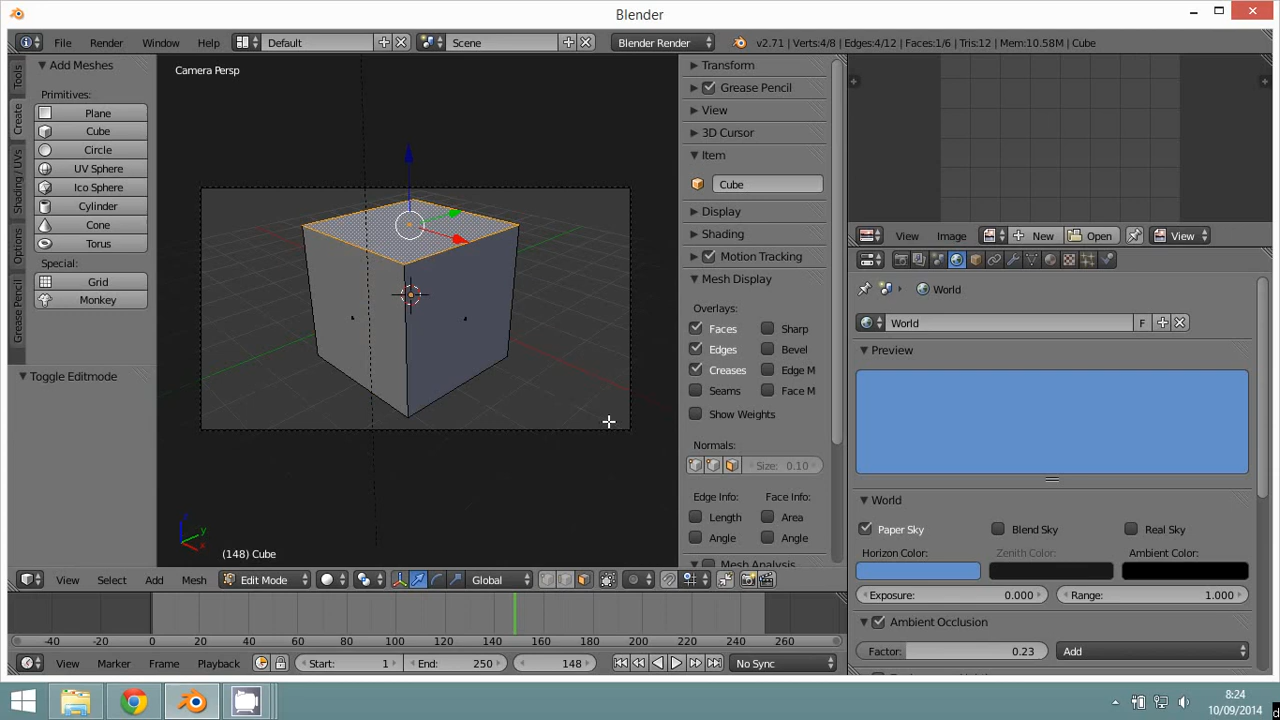 Blender
File Render Window Help Default Scene Blender Render v2.71 | Verts:4/8 | Edges:4/12 | Faces:1/6 | Tris:12 | Mem:10.58M | Cube
Tools
Create
Shading / UVs
Options
Grease Pencil
Add Meshes
Primitives:
Plane
Cube
Circle
UV Sphere
Ico Sphere
Cylinder
Cone
Torus
Special:
Grid
Monkey
Toggle Editmode
Camera Persp
z
y
x
(148) Cube
Transform
Grease Pencil
View
3D Cursor
Item
Cube
Display
Shading
Motion Tracking
Mesh Display
Overlays:
Faces Sharp
Edges Bevel
Creases Edge M
Seams Face M
Show Weights
Normals:
Size: 0.10
Edge Info: Face Info:
Length Area
Angle Angle
Mesh Analysis
View Select Add Mesh Edit Mode Global
-40 -20 0 20 40 60 80 100 120 140 160 180 200 220 240 260
View Marker Frame Playback Start: 1 End: 250 148 No Sync
View Image New Open View
World
World F
Preview
World
Paper Sky Blend Sky Real Sky
Horizon Color: Zenith Color: Ambient Color:
Exposure: 0.000 Range: 1.000
Ambient Occlusion
Factor: 0.23 Add
8:24
10/09/2014